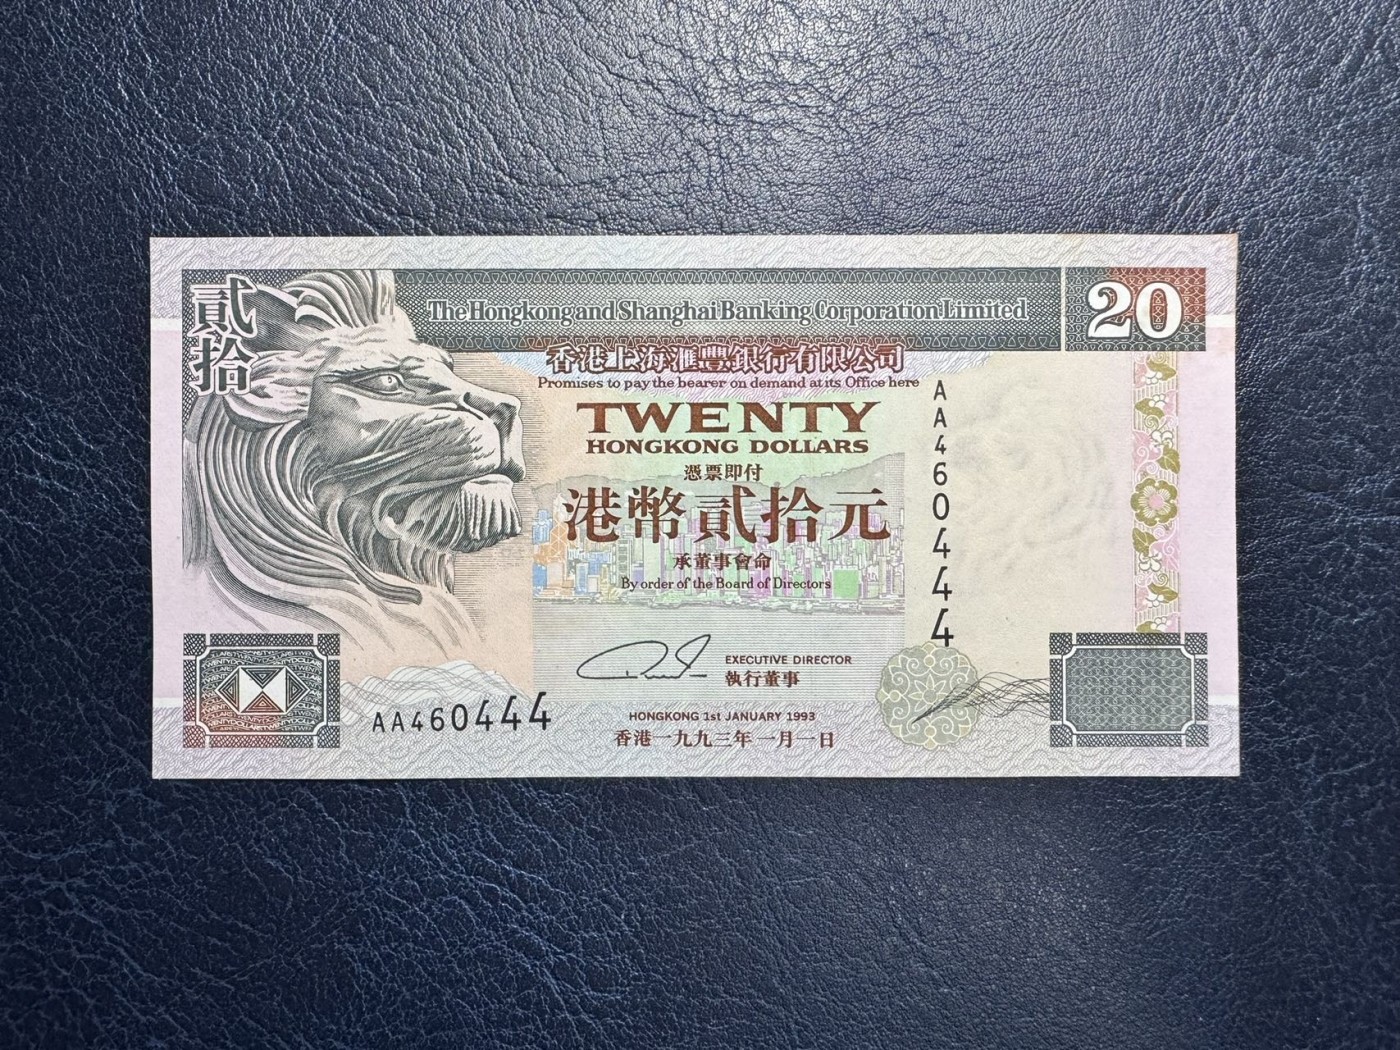 貳拾
The Hongkong and Shanghai Banking Corporation Limited
20
香港上海滙豐銀行有限公司
Promises to pay the bearer on demand at its Office here
TWENTY
HONGKONG DOLLARS
憑票即付
港幣貳拾元
承董事會命
By order of the Board of Directors
AA460444
EXECUTIVE DIRECTOR
執行董事
AA460444
HONGKONG 1st JANUARY 1993
香港一九九三年一月一日